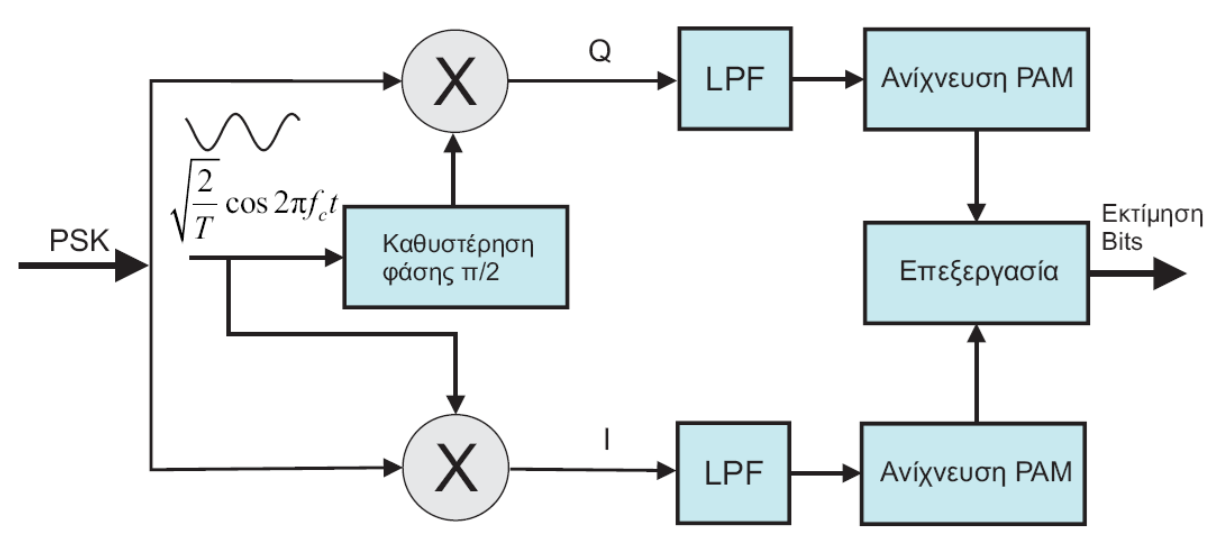 Q
X
LPF
Ανίχνευση PAM
√(2/T) cos 2πf_c t
PSK
Καθυστέρηση
φάσης π/2
Εκτίμηση
Bits
Επεξεργασία
I
X
LPF
Ανίχνευση PAM